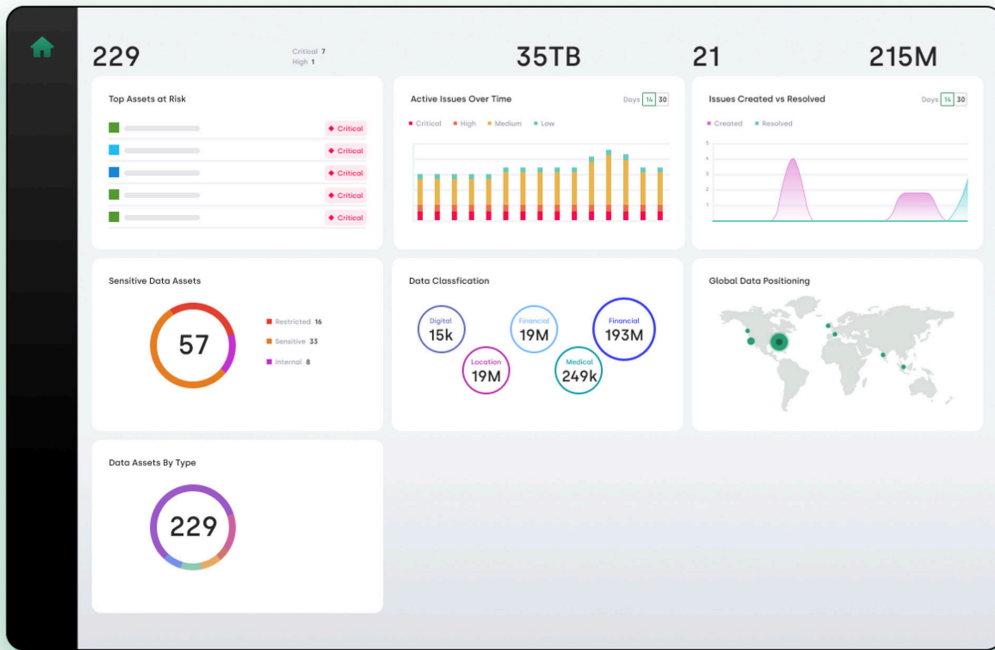 229
Critical 7
High 1
35TB
21
215M
Top Assets at Risk
Critical
Critical
Critical
Critical
Critical
Active Issues Over Time
Days 14 30
Critical High Medium Low
Issues Created vs Resolved
Days 14 30
Created Resolved
5
4
3
2
1
Sensitive Data Assets
57
Restricted 16
Sensitive 33
Internal 8
Data Classfication
Digital
15k
Financial
19M
Financial
193M
Location
19M
Medical
249k
Global Data Positioning
Data Assets By Type
229